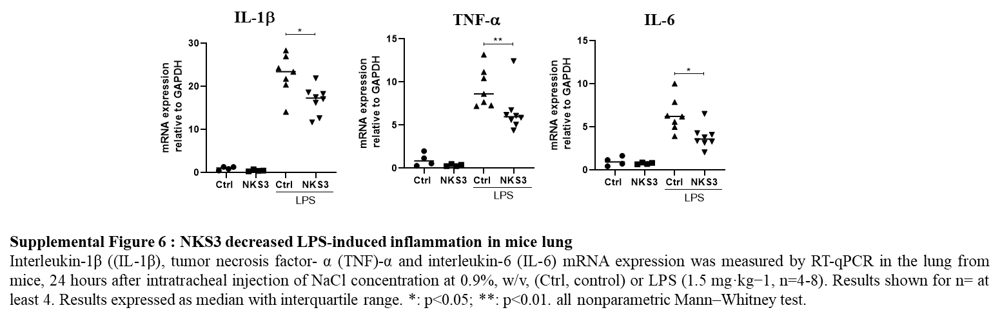 IL-1β
TNF-α
IL-6
*
**
*
mRNA expression
relative to GAPDH
30
20
10
0
Ctrl NKS3 Ctrl NKS3
LPS
mRNA expression
relative to GAPDH
15
10
5
0
Ctrl NKS3 Ctrl NKS3
LPS
mRNA expression
relative to GAPDH
15
10
5
0
Ctrl NKS3 Ctrl NKS3
LPS
Supplemental Figure 6 : NKS3 decreased LPS-induced inflammation in mice lung
Interleukin-1β ((IL-1β), tumor necrosis factor- α (TNF)-α and interleukin-6 (IL-6) mRNA expression was measured by RT-qPCR in the lung from
mice, 24 hours after intratracheal injection of NaCl concentration at 0.9%, w/v, (Ctrl, control) or LPS (1.5 mg·kg−1, n=4-8). Results shown for n= at
least 4. Results expressed as median with interquartile range. *: p<0.05; **: p<0.01. all nonparametric Mann–Whitney test.